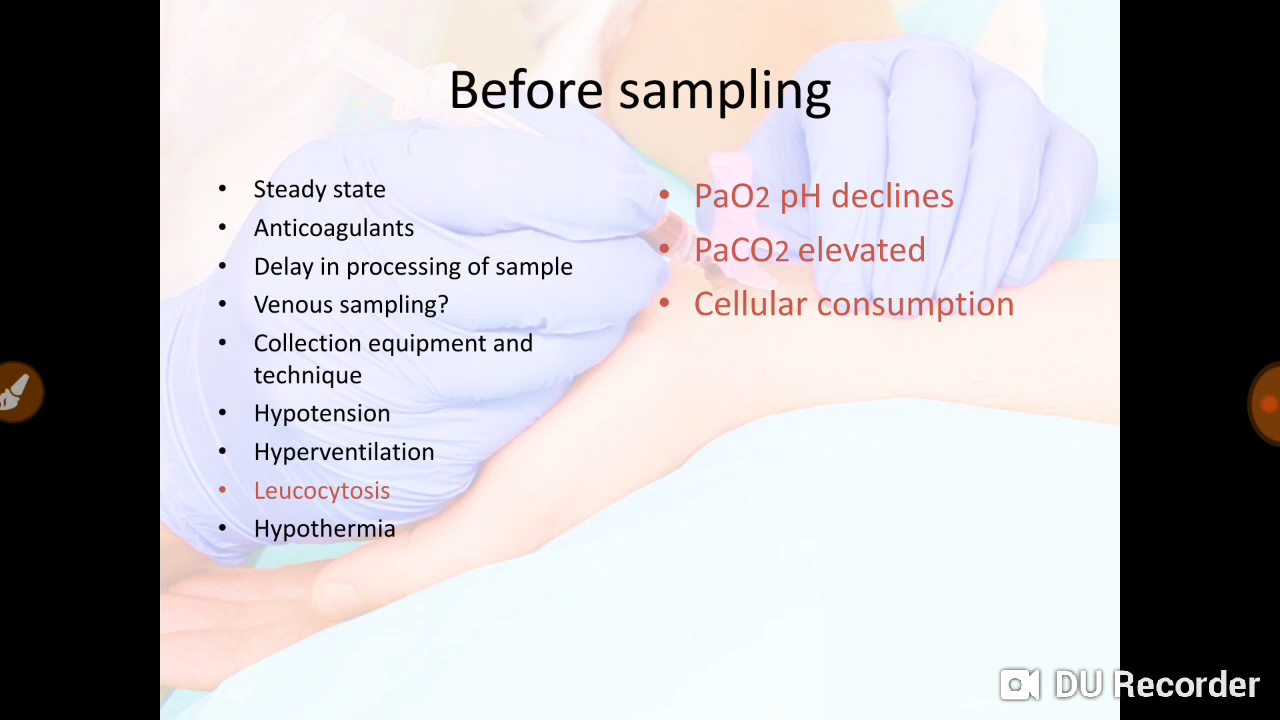 Before sampling
• Steady state
• Anticoagulants
• Delay in processing of sample
• Venous sampling?
• Collection equipment and
technique
• Hypotension
• Hyperventilation
• Leucocytosis
• Hypothermia
• PaO2 pH declines
• PaCO2 elevated
• Cellular consumption
DU Recorder